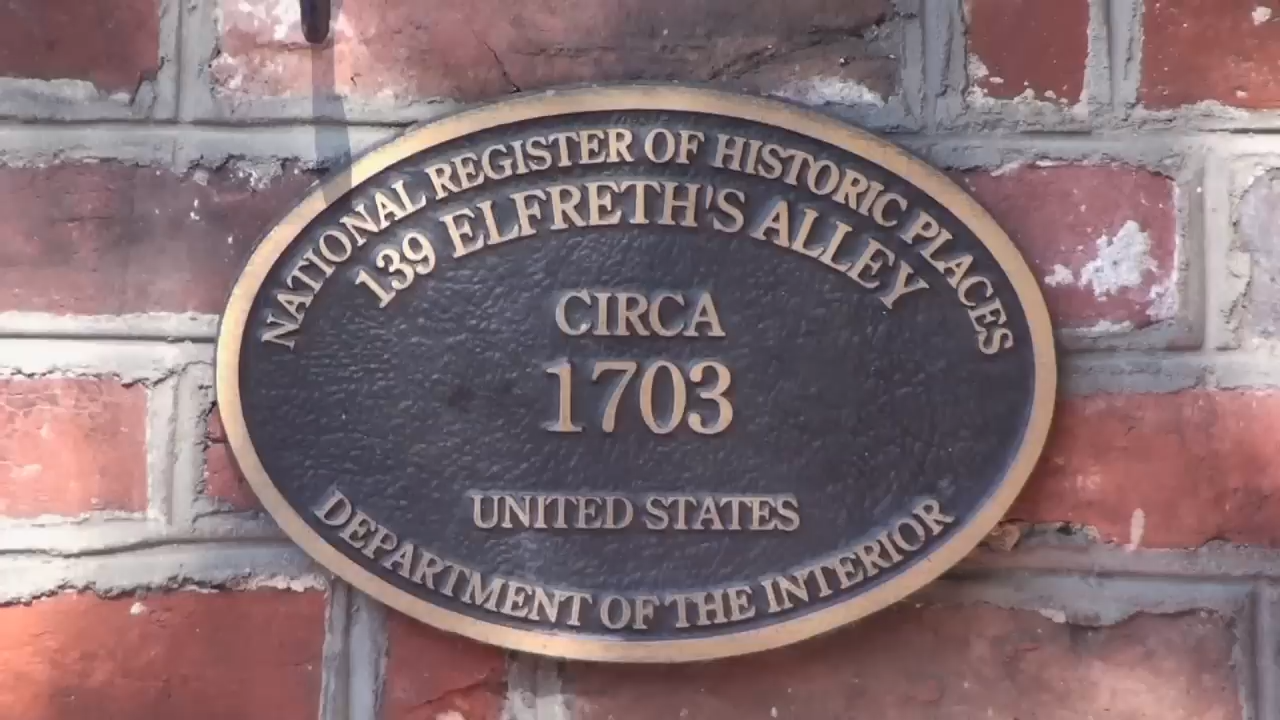 NATIONAL REGISTER OF HISTORIC PLACES
139 ELFRETH'S ALLEY
CIRCA
1703
UNITED STATES
DEPARTMENT OF THE INTERIOR